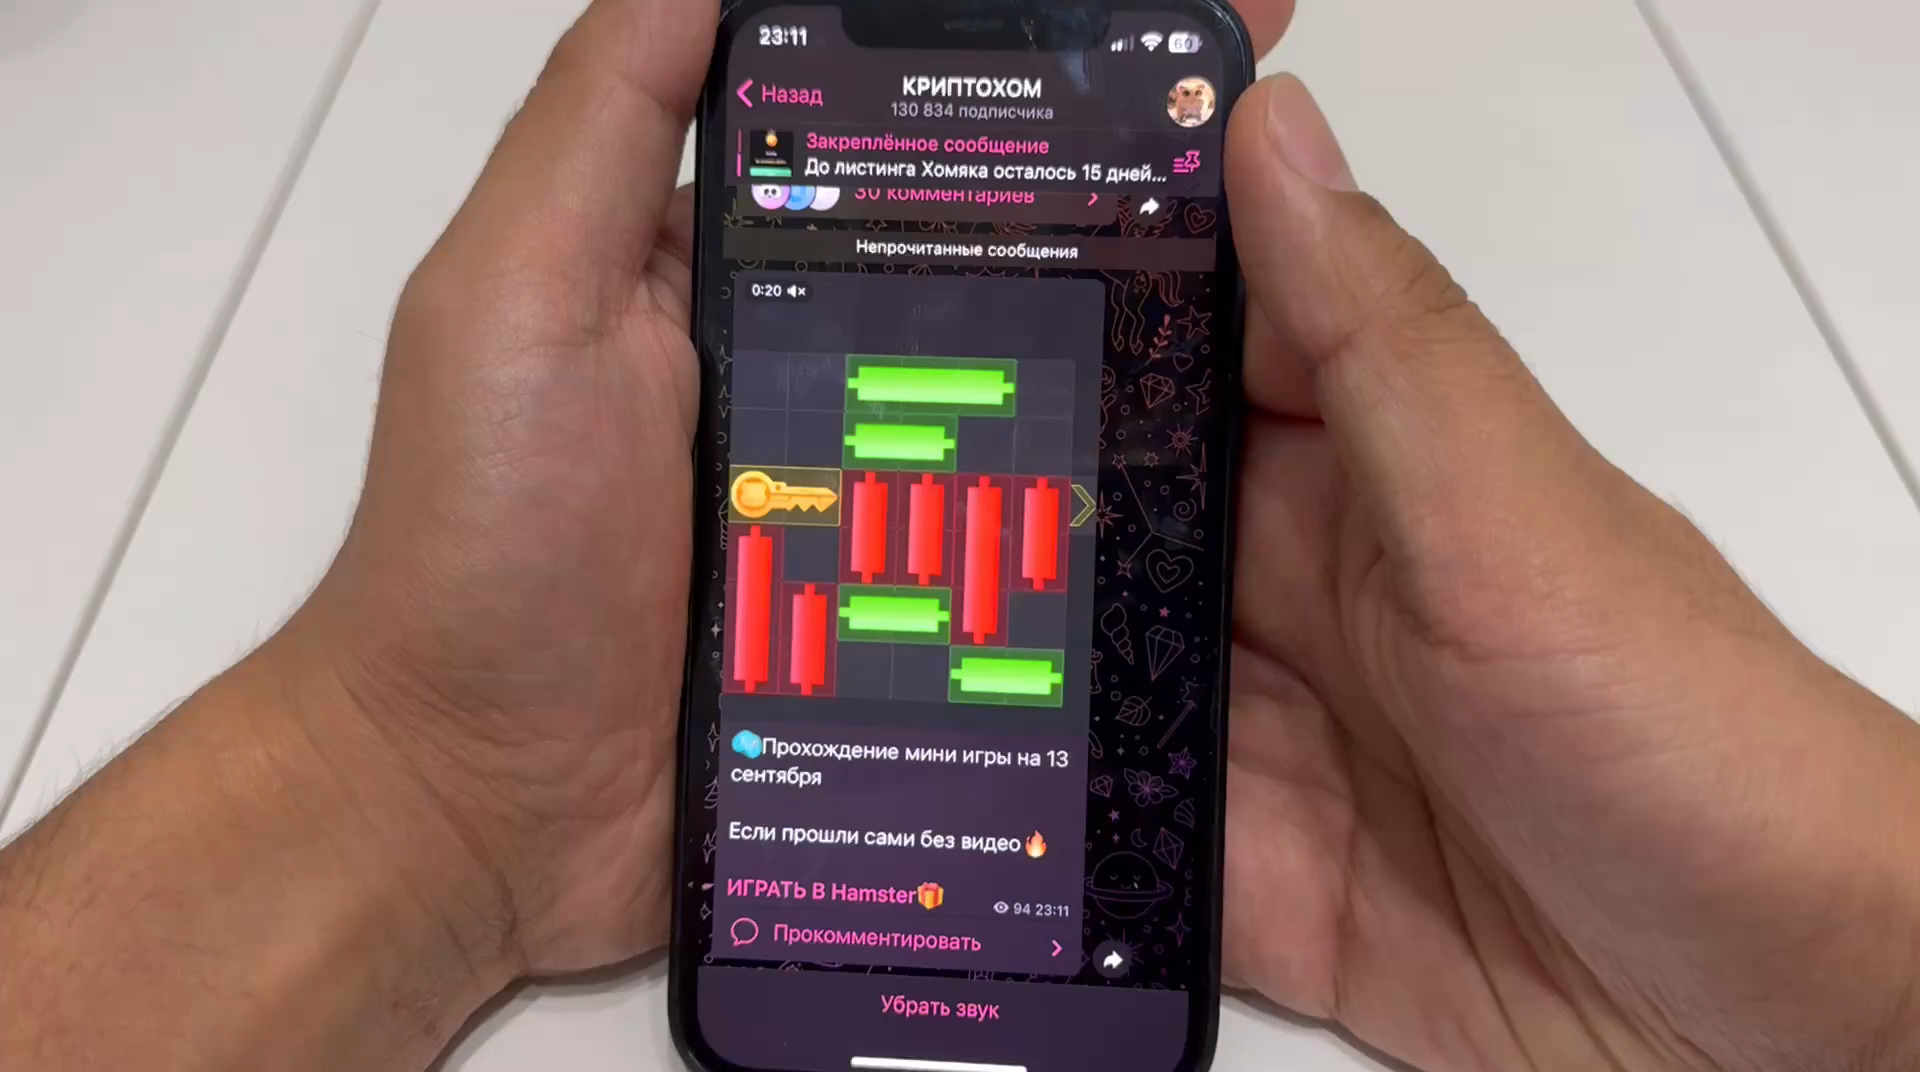 23:11
60
Назад
КРИПТОХОМ
130 834 подписчика
Закреплённое сообщение
До листинга Хомяка осталось 15 дней...
30 комментариев
Непрочитанные сообщения
0:20
Прохождение мини игры на 13
сентября
Если прошли сами без видео🔥
ИГРАТЬ В Hamster🎁
94 23:11
Прокомментировать
Убрать звук